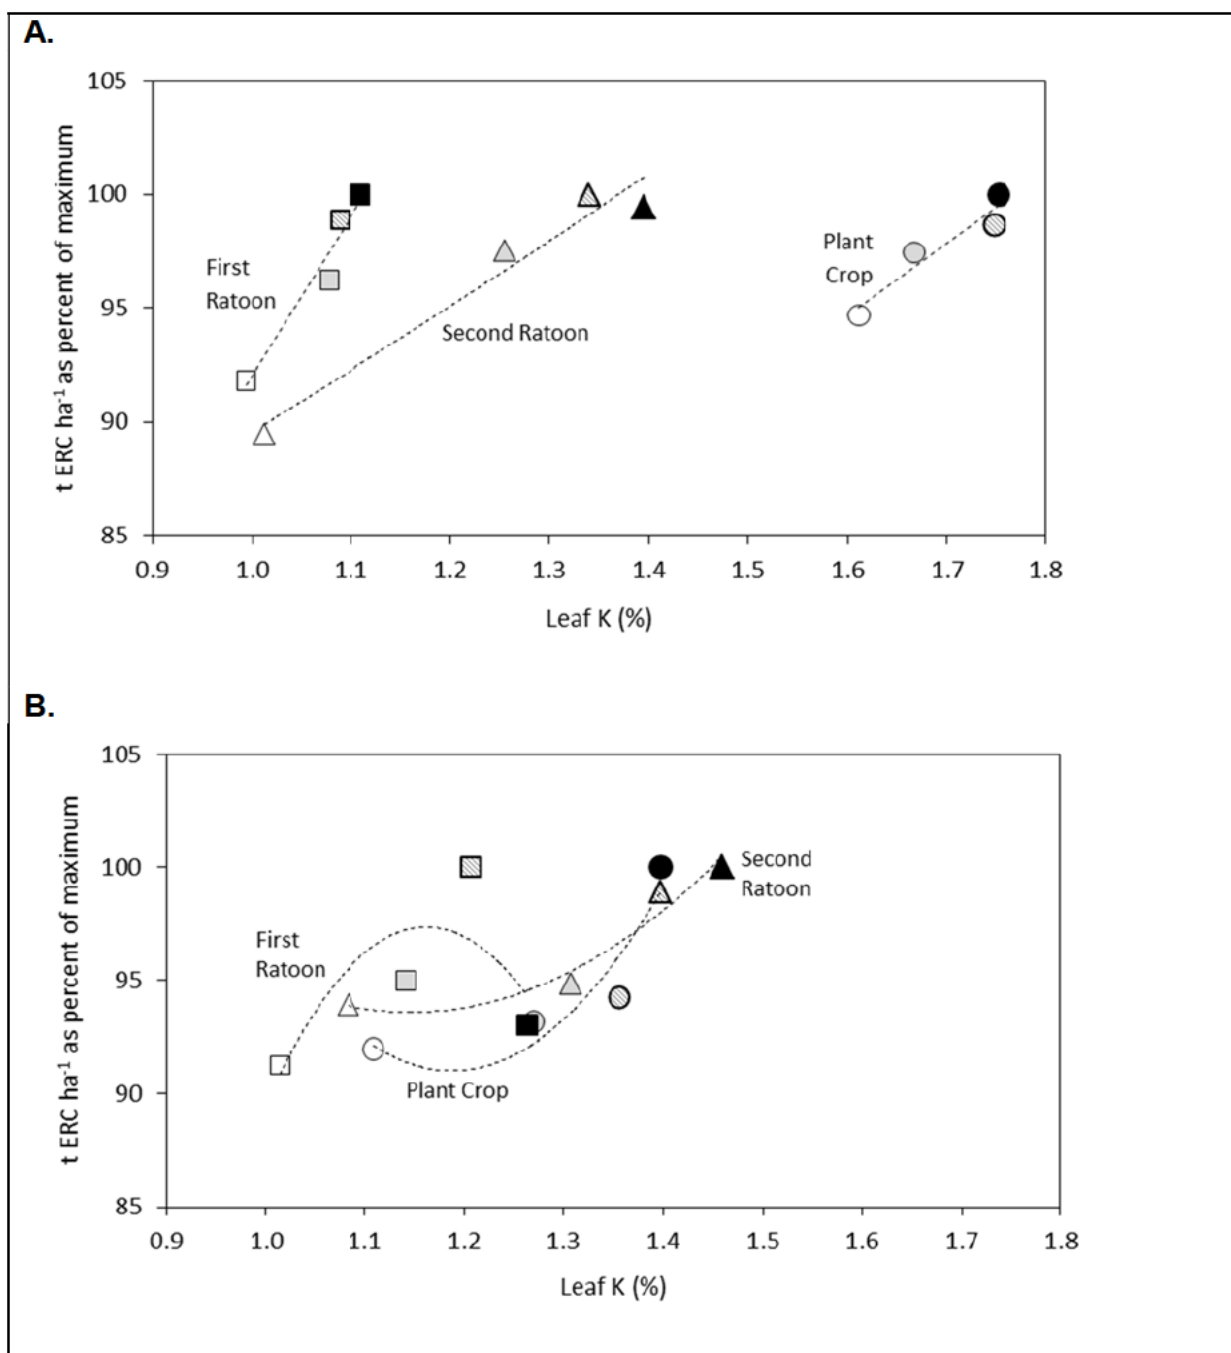 A.
t ERC ha⁻¹ as percent of maximum
105
100
95
90
85
First
Ratoon
Second Ratoon
Plant
Crop
0.9 1.0 1.1 1.2 1.3 1.4 1.5 1.6 1.7 1.8
Leaf K (%)
B.
t ERC ha⁻¹ as percent of maximum
105
100
95
90
85
Second
Ratoon
First
Ratoon
Plant Crop
0.9 1.0 1.1 1.2 1.3 1.4 1.5 1.6 1.7 1.8
Leaf K (%)